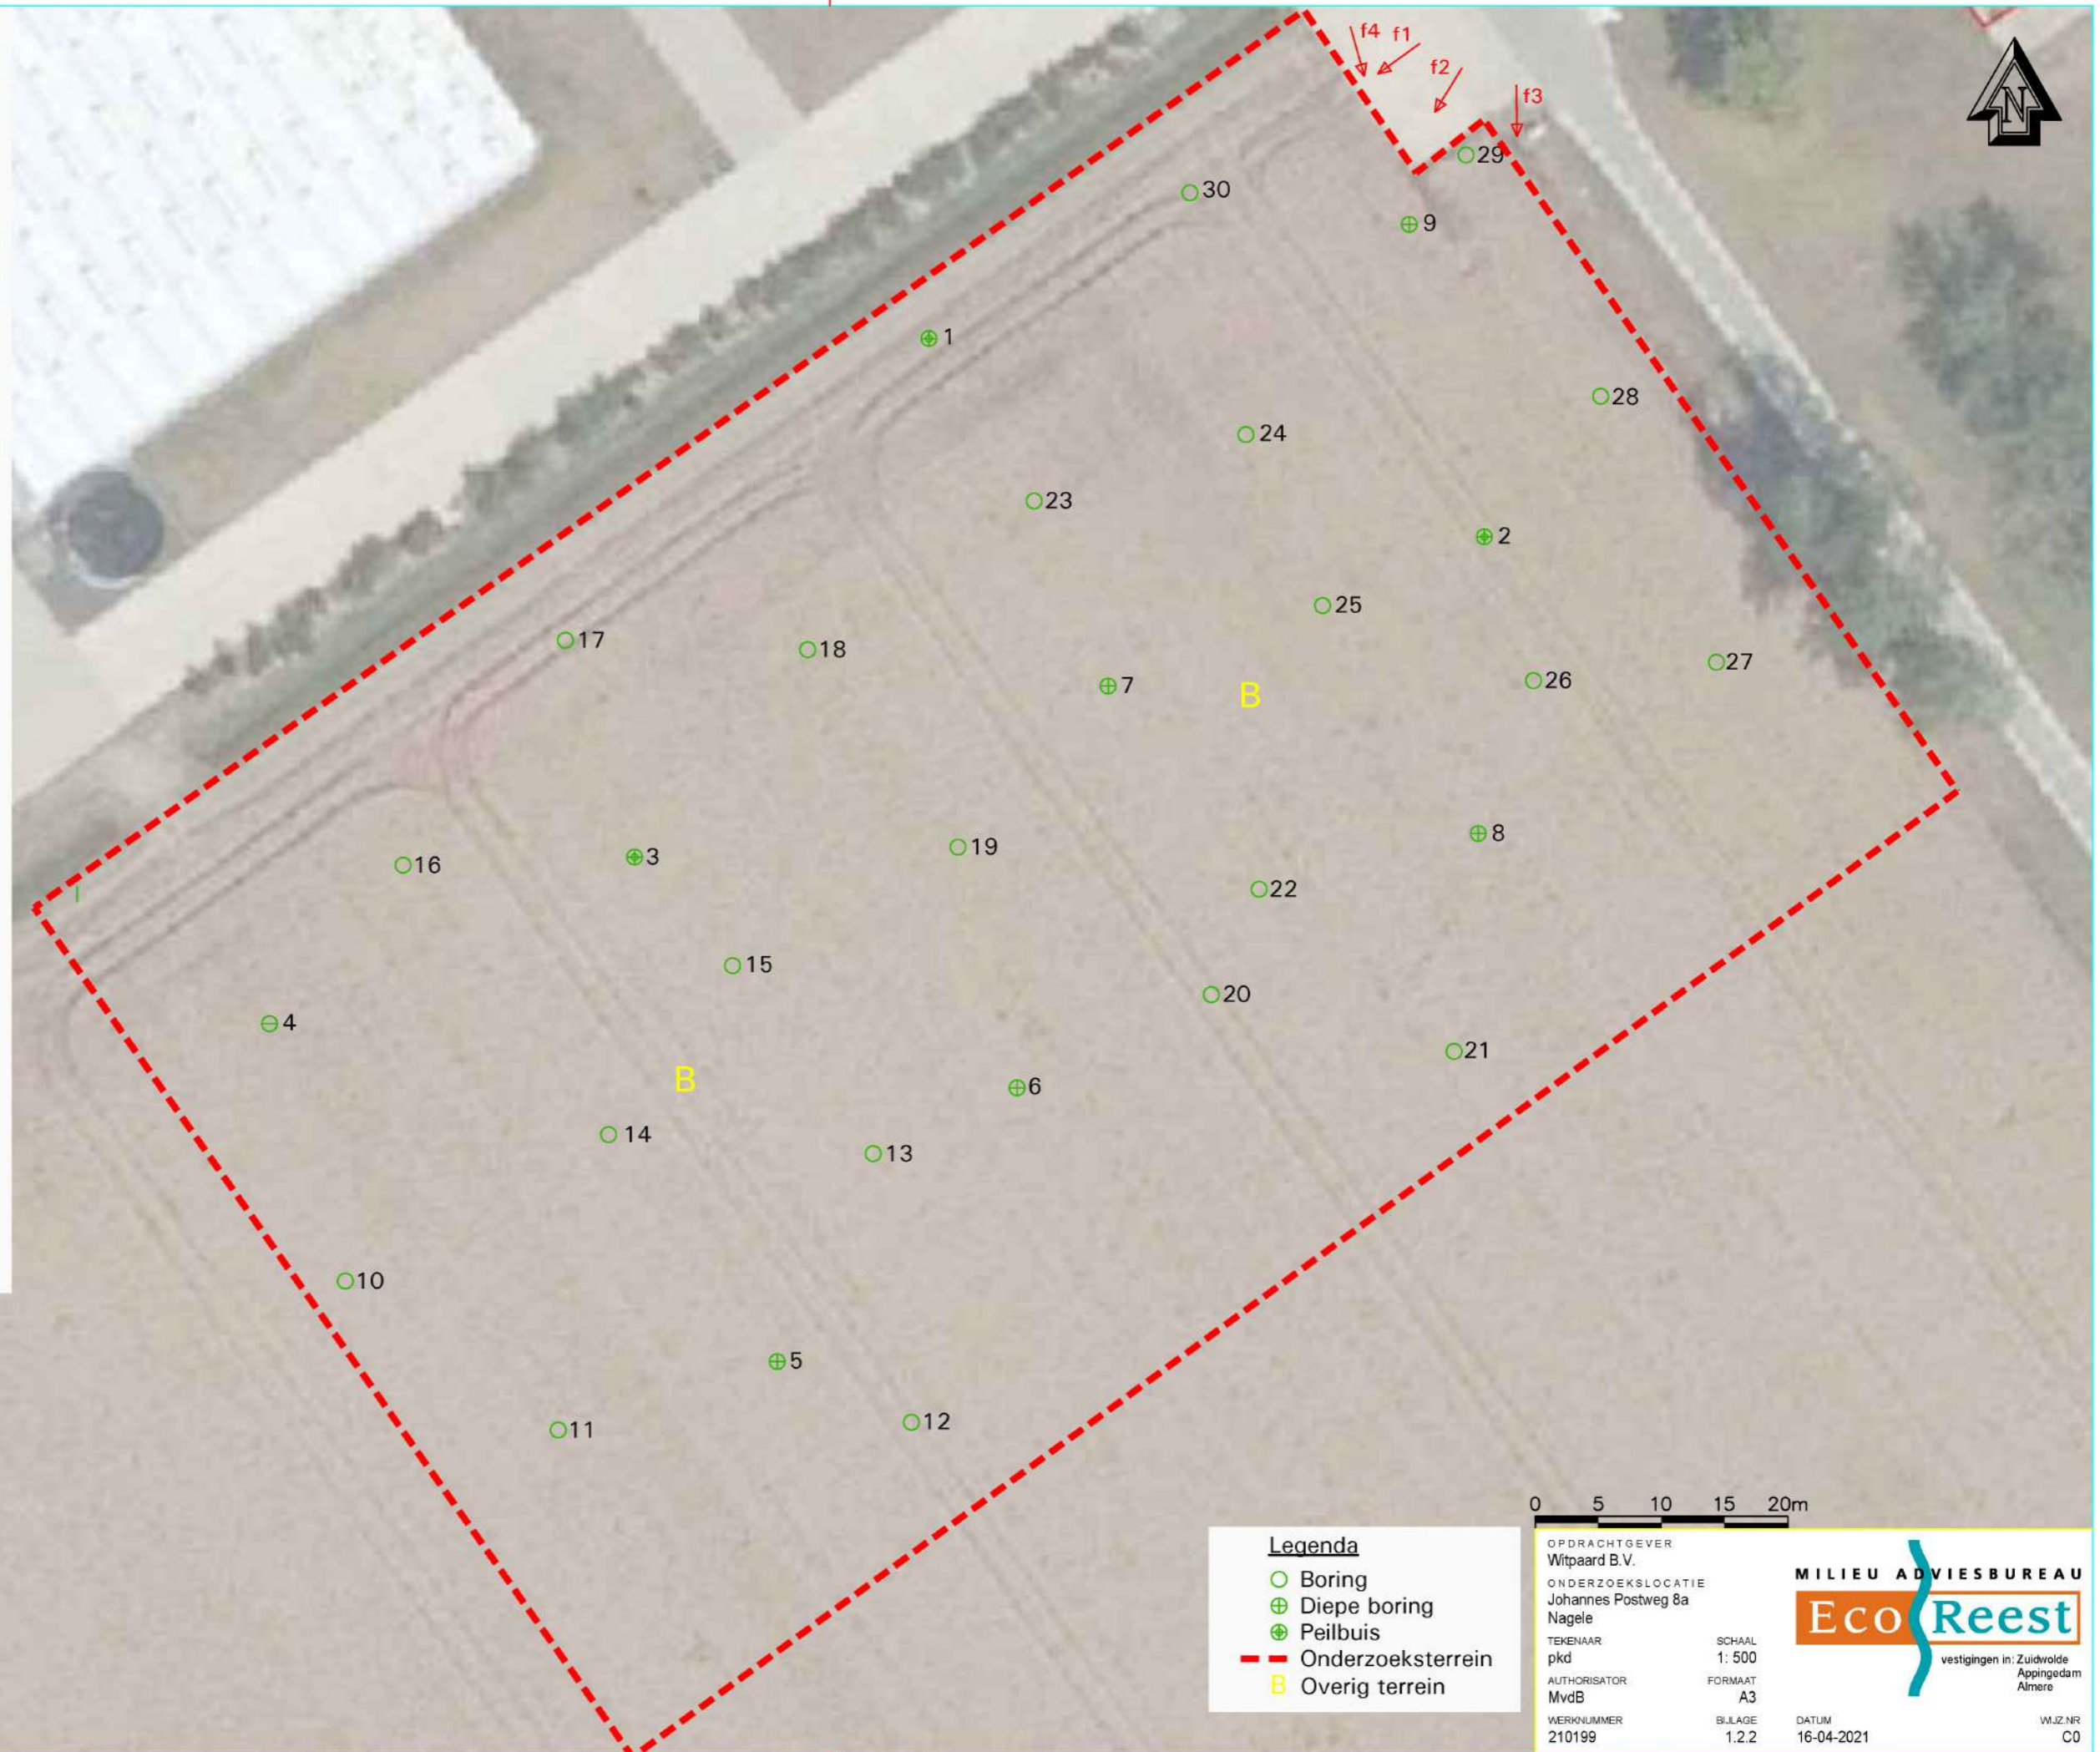 f4 f1
f2
f3
N
29
30
9
1
28
24
23
2
25
17
18
27
26
7
B
8
3
19
16
22
15
20
4
21
B
6
14
13
10
5
12
11
0 5 10 15 20m
Legenda
Boring
Diepe boring
Peilbuis
Onderzoeksterrein
B Overig terrein
OPDRACHTGEVER
Witpaard B.V.
ONDERZOEKSLOCATIE
Johannes Postweg 8a
Nagele
TEKENAAR SCHAAL
pkd 1: 500
AUTHORISATOR FORMAAT
MvdB A3
WERKNUMMER BIJLAGE DATUM WIJZ.NR
210199 1.2.2 16-04-2021 C0
MILIEU ADVIESBUREAU
Eco Reest
vestigingen in: Zuidwolde
Appingedam
Almere